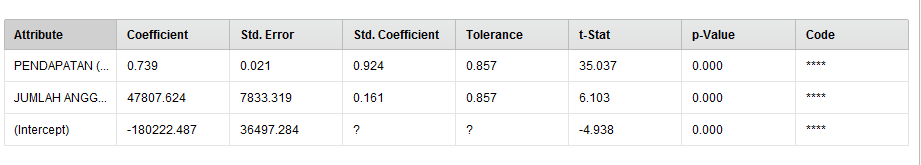 Attribute Coefficient Std. Error Std. Coefficient Tolerance t-Stat p-Value Code
PENDAPATAN (... 0.739 0.021 0.924 0.857 35.037 0.000 ****
JUMLAH ANGG... 47807.624 7833.319 0.161 0.857 6.103 0.000 ****
(Intercept) -180222.487 36497.284 ? ? -4.938 0.000 ****